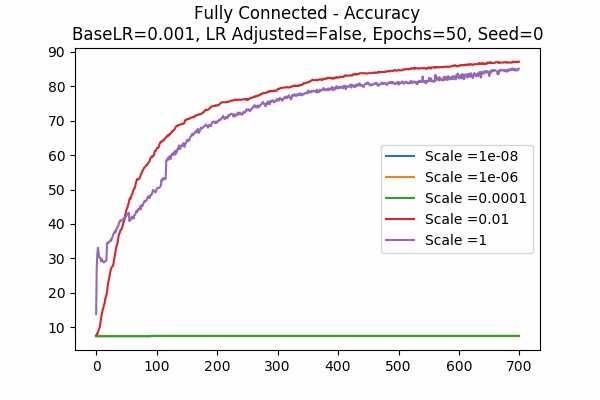 Fully Connected - Accuracy
BaseLR=0.001, LR Adjusted=False, Epochs=50, Seed=0
90
80
70
60
50
40
30
20
10
Scale =1e-08
Scale =1e-06
Scale =0.0001
Scale =0.01
Scale =1
0 100 200 300 400 500 600 700